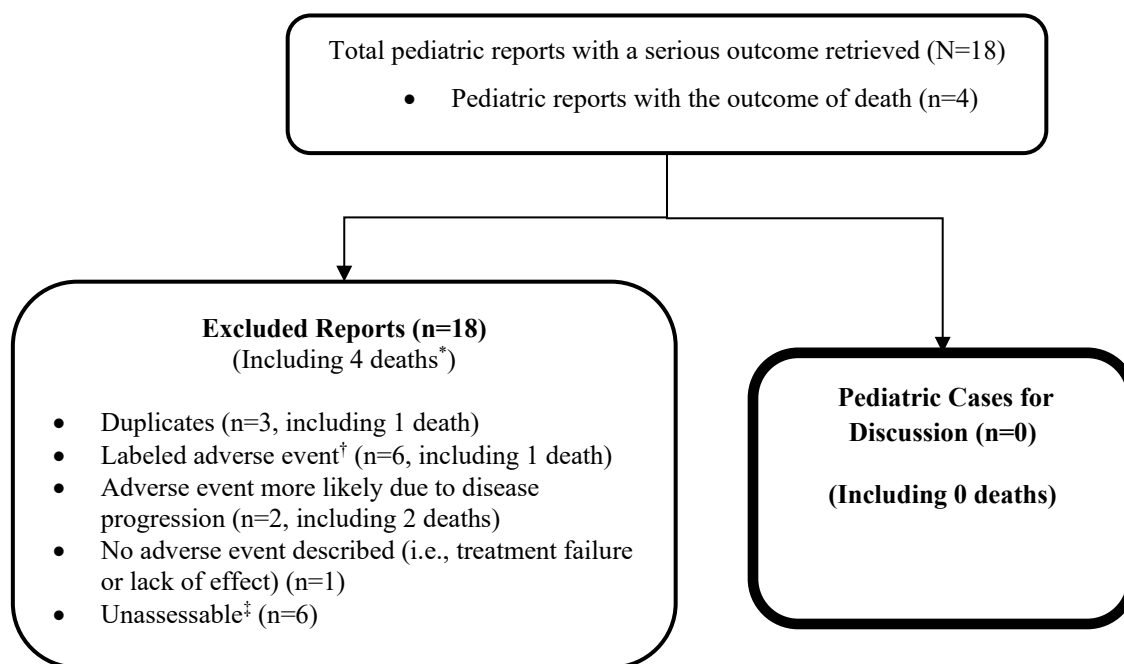 Total pediatric reports with a serious outcome retrieved (N=18)
• Pediatric reports with the outcome of death (n=4)
Excluded Reports (n=18)
(Including 4 deaths*)
• Duplicates (n=3, including 1 death)
• Labeled adverse event† (n=6, including 1 death)
• Adverse event more likely due to disease
progression (n=2, including 2 deaths)
• No adverse event described (i.e., treatment failure
or lack of effect) (n=1)
• Unassessable‡ (n=6)
Pediatric Cases for
Discussion (n=0)
(Including 0 deaths)